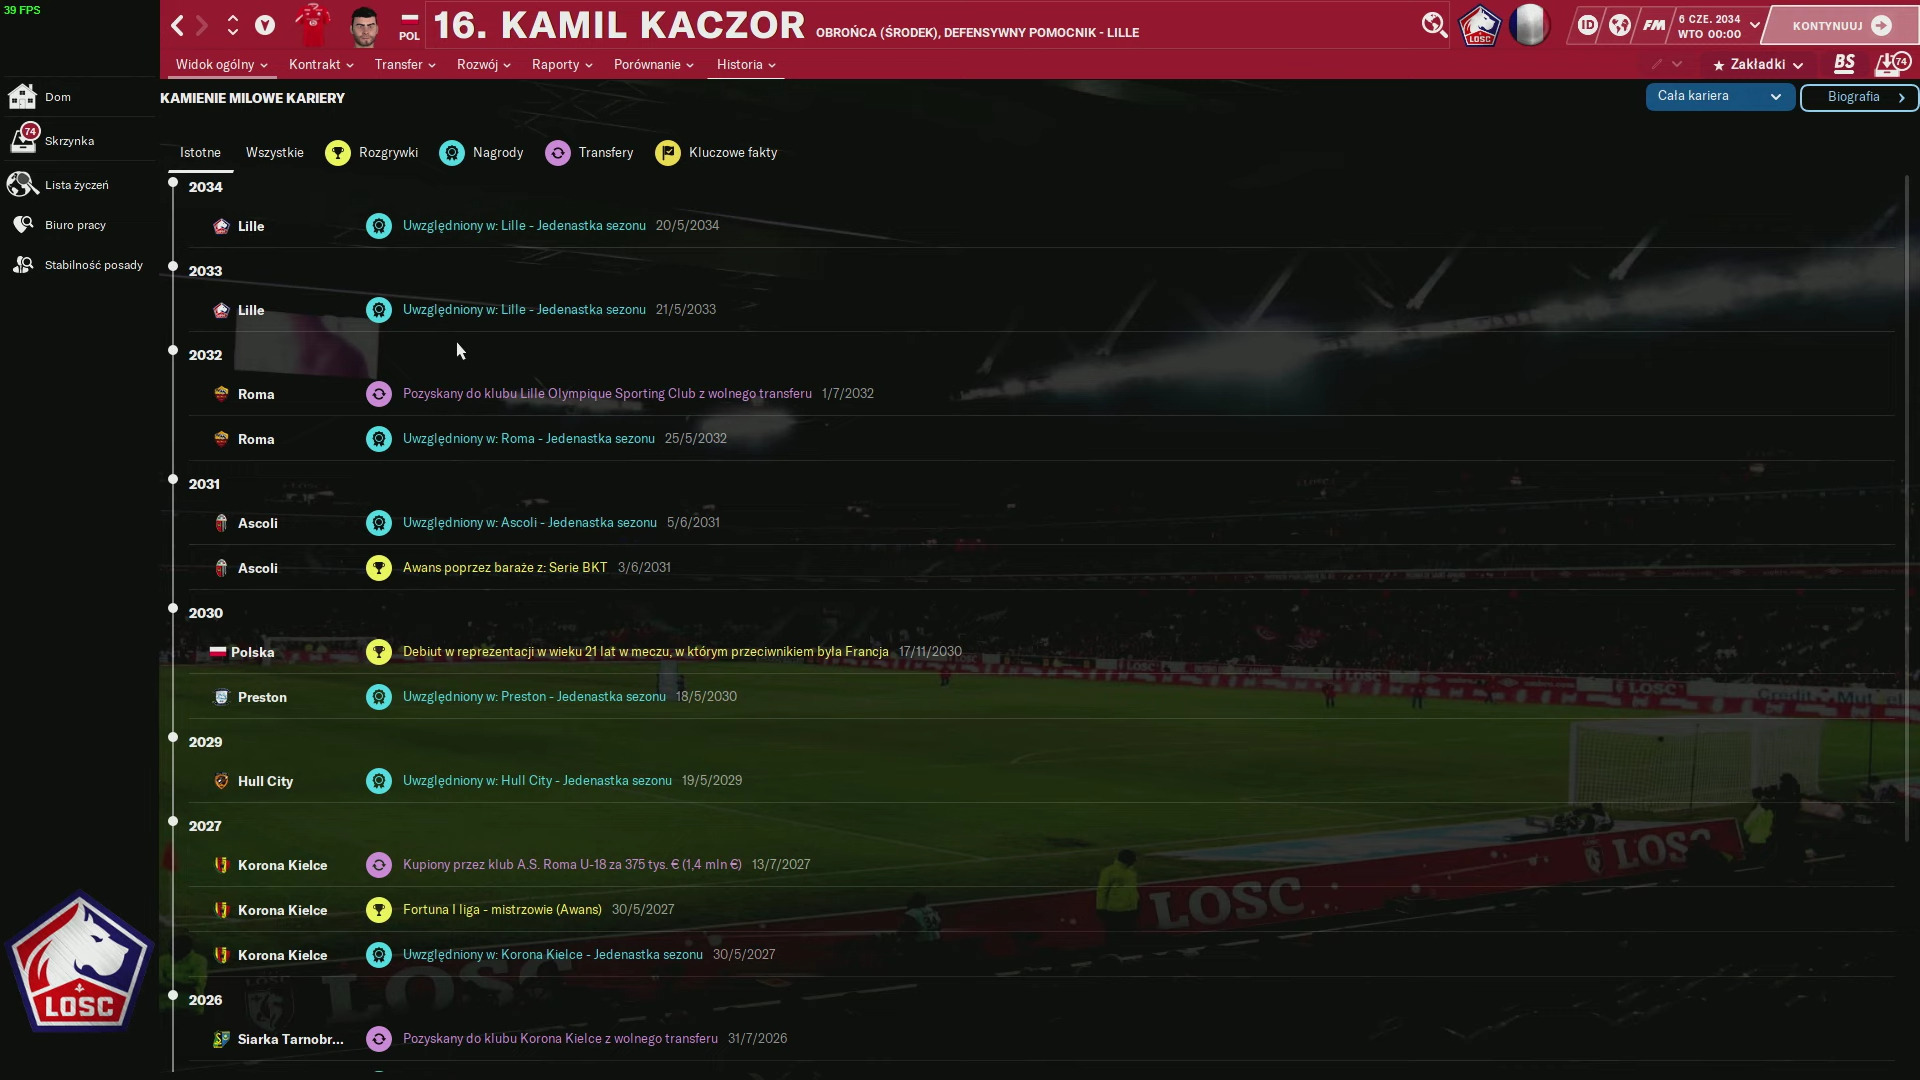 39 FPS
POL
16. KAMIL KACZOR OBROŃCA (ŚRODEK), DEFENSYWNY POMOCNIK - LILLE
LOSC
ID
FM
6 CZE. 2034
WTO 00:00
KONTYNUUJ
Widok ogólny
Kontrakt
Transfer
Rozwój
Raporty
Porównanie
Historia
Zakładki
BS
74
Dom
74
Skrzynka
Lista życzeń
Biuro pracy
Stabilność posady
KAMIENIE MILOWE KARIERY
Cała kariera
Biografia
Istotne
Wszystkie
Rozgrywki
Nagrody
Transfery
Kluczowe fakty
2034
Lille Uwzględniony w: Lille - Jedenastka sezonu 20/5/2034
2033
Lille Uwzględniony w: Lille - Jedenastka sezonu 21/5/2033
2032
Roma Pozyskany do klubu Lille Olympique Sporting Club z wolnego transferu 1/7/2032
Roma Uwzględniony w: Roma - Jedenastka sezonu 25/5/2032
2031
Ascoli Uwzględniony w: Ascoli - Jedenastka sezonu 5/6/2031
Ascoli Awans poprzez baraże z: Serie BKT 3/6/2031
2030
Polska Debiut w reprezentacji w wieku 21 lat w meczu, w którym przeciwnikiem była Francja 17/11/2030
Preston Uwzględniony w: Preston - Jedenastka sezonu 18/5/2030
2029
Hull City Uwzględniony w: Hull City - Jedenastka sezonu 19/5/2029
2027
Korona Kielce Kupiony przez klub A.S. Roma U-18 za 375 tys. € (1,4 mln €) 13/7/2027
Korona Kielce Fortuna I liga - mistrzowie (Awans) 30/5/2027
Korona Kielce Uwzględniony w: Korona Kielce - Jedenastka sezonu 30/5/2027
2026
Siarka Tarnobr... Pozyskany do klubu Korona Kielce z wolnego transferu 31/7/2026
LOSC
LOSC
LOSC
LOSC
LOSC